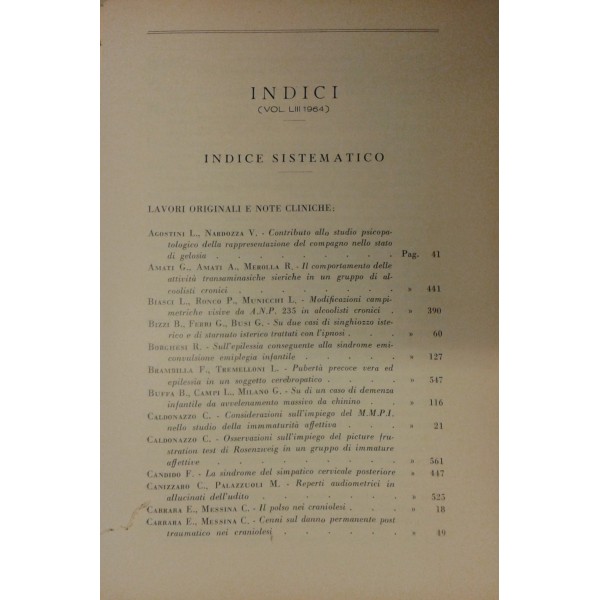 INDICI
(VOL. LIII 1964)
INDICE SISTEMATICO
LAVORI ORIGINALI E NOTE CLINICHE:
AGOSTINI L., NARDOZZA V. - Contributo allo studio psicopa-
tologico della rappresentazione del compagno nello stato
di gelosia . . . . . . . . Pag. 41
AMATI G., AMATI A., MEROLLA R. - Il comportamento delle
attività transaminasiche sieriche in un gruppo di al-
coolisti cronici . . . . . . . » 441
BIASCI L., RONCO P., MUNICCHI L. - Modificazioni campi-
metriche visive da A.N.P. 235 in alcoolisti cronici . » 390
BIZZI B., FERRI G., BUSI G. - Su due casi di singhiozzo iste-
rico e di starnuto isterico trattati con l'ipnosi . . » 60
BORGHESI R. - Sull'epilessia conseguente alla sindrome emi-
convulsione emiplegia infantile . . . . . » 127
BRAMBILLA F., TRUMELLONI L. - Pubertà precoce vera ed
epilessia in un soggetto cerebropatico . . . . » 547
BUFFA B., CAMPI L., MILANO G. - Su di un caso di demenza
infantile da avvelenamento massivo da chinino . . » 116
CALDONAZZO C. - Considerazioni sull'impiego del M.M.P.I.
nello studio della immmaturità affettiva . . . » 21
CALDONAZZO C. - Osservazioni sull'impiego del picture fru-
stration test di Rosenzweig in un gruppo di immature
affettive . . . . . . . . » 561
CANDIDO F. - La sindrome del simpatico cervicale posteriore » 447
CANIZZARO C., PALAZZUOLI M. - Reperti audiometrici in
allucinati dell'udito . . . . . . » 525
CARRARA E., MESSINA C. - Il polso nei craniolesi . . . » 18
CARRARA E., MESSINA C. - Cenni sul danno permanente post
traumatico nei craniolesi . . . . . . » 49